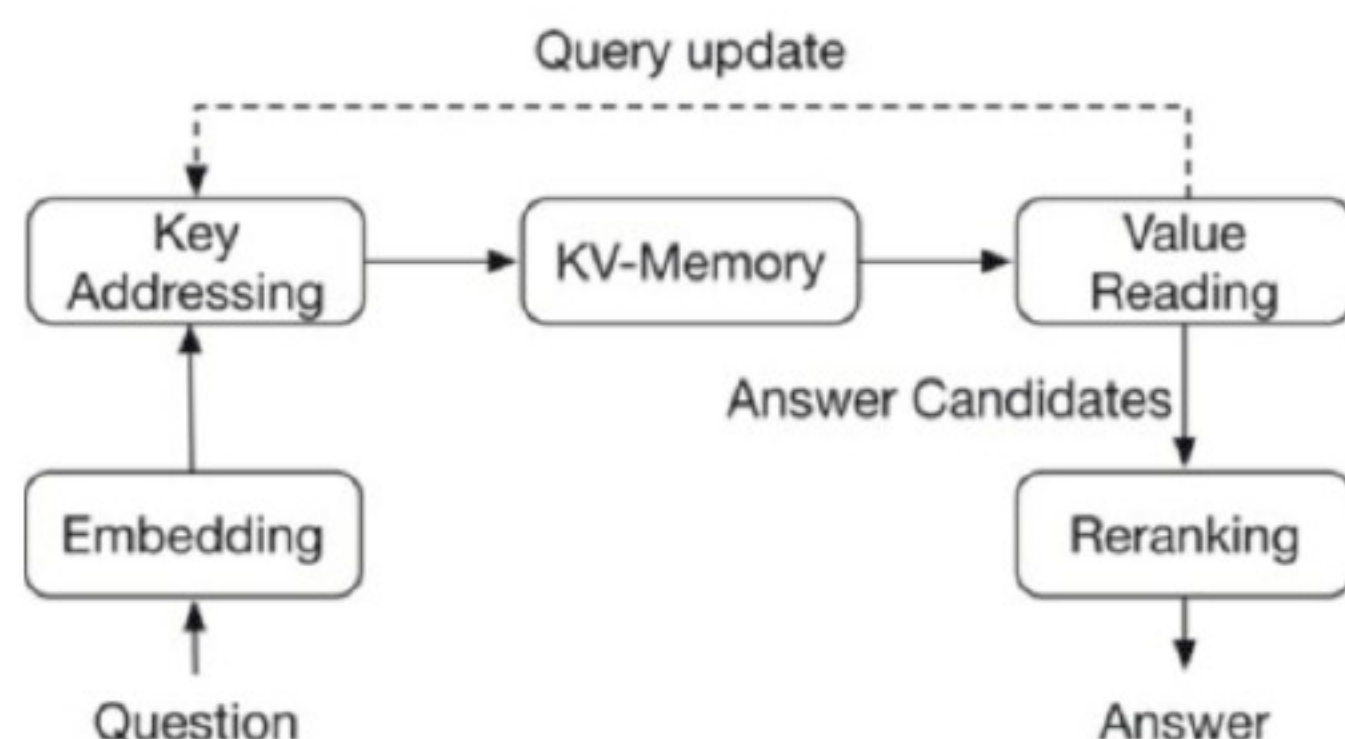 Query update
Key
Addressing
KV-Memory
Value
Reading
Answer Candidates
Embedding
Reranking
Question
Answer